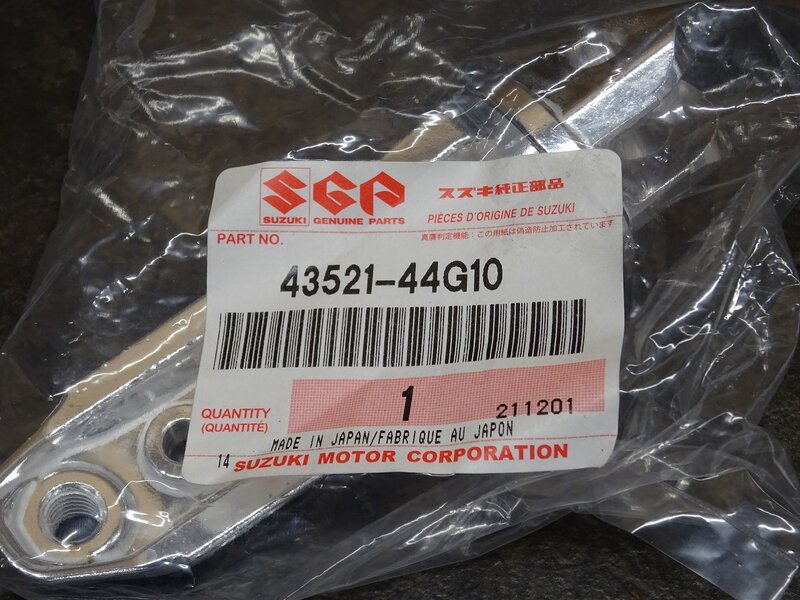 SGP スズキ純正部品
SUZUKI GENUINE PARTS
PIÈCES D'ORIGINE DE SUZUKI
真贋判定機能:この用紙は偽造防止加工されています
PART NO.
43521-44G10
QUANTITY
(QUANTITÉ)
1
211201
MADE IN JAPAN/FABRIQUE AU JAPON
14 SUZUKI MOTOR CORPORATION